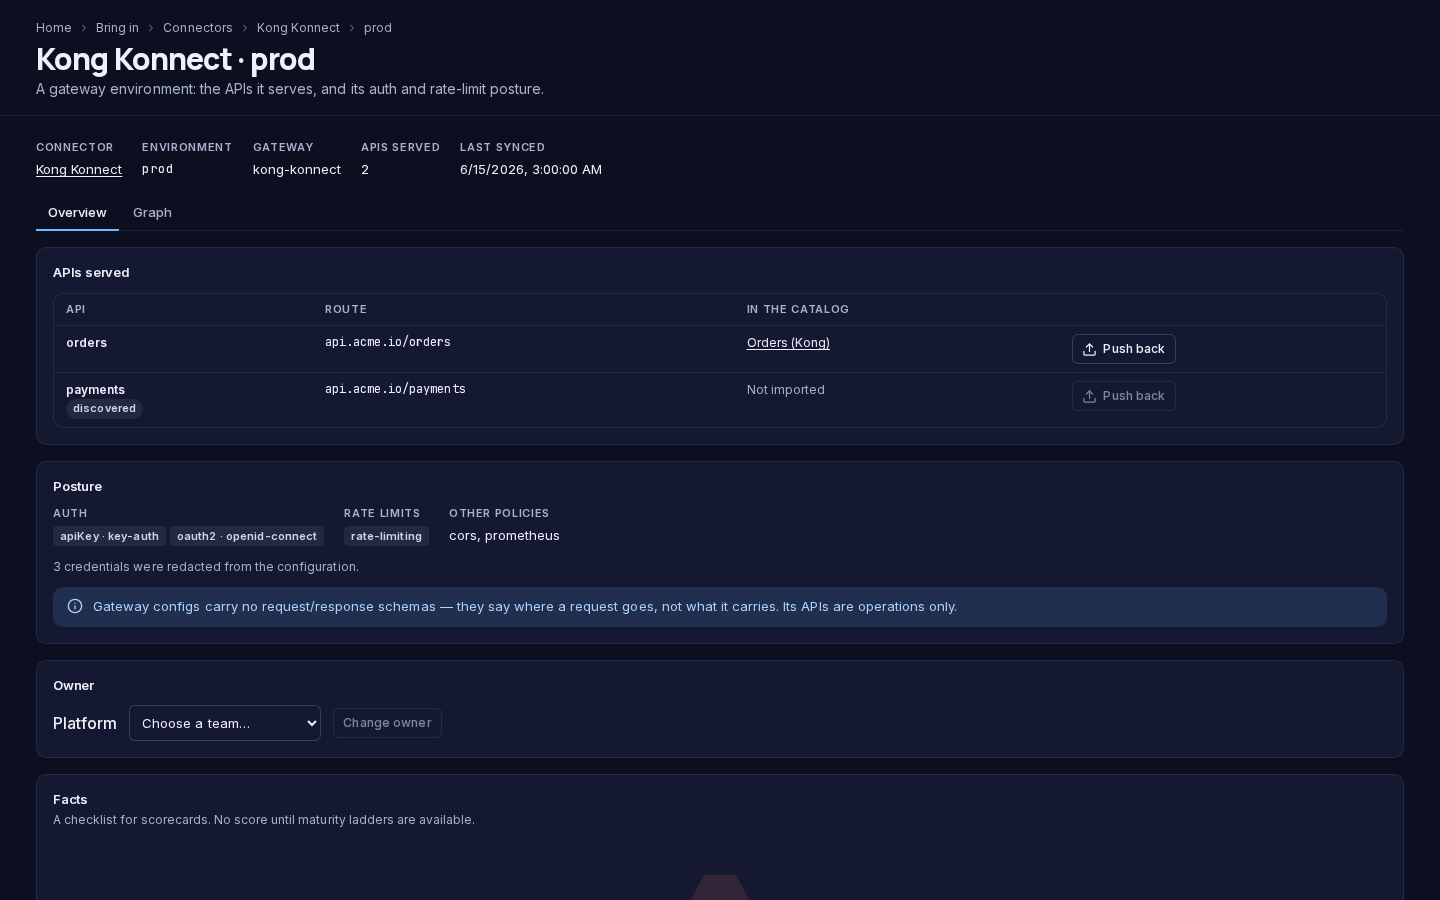 Home > Bring in > Connectors > Kong Konnect > prod
Kong Konnect · prod
A gateway environment: the APIs it serves, and its auth and rate-limit posture.
CONNECTOR ENVIRONMENT GATEWAY APIS SERVED LAST SYNCED
Kong Konnect prod kong-konnect 2 6/15/2026, 3:00:00 AM
Overview Graph
APIs served
API ROUTE IN THE CATALOG
orders api.acme.io/orders Orders (Kong) Push back
payments api.acme.io/payments Not imported Push back
discovered
Posture
AUTH RATE LIMITS OTHER POLICIES
apiKey · key-auth oauth2 · openid-connect rate-limiting cors, prometheus
3 credentials were redacted from the configuration.
Gateway configs carry no request/response schemas — they say where a request goes, not what it carries. Its APIs are operations only.
Owner
Platform Choose a team... Change owner
Facts
A checklist for scorecards. No score until maturity ladders are available.